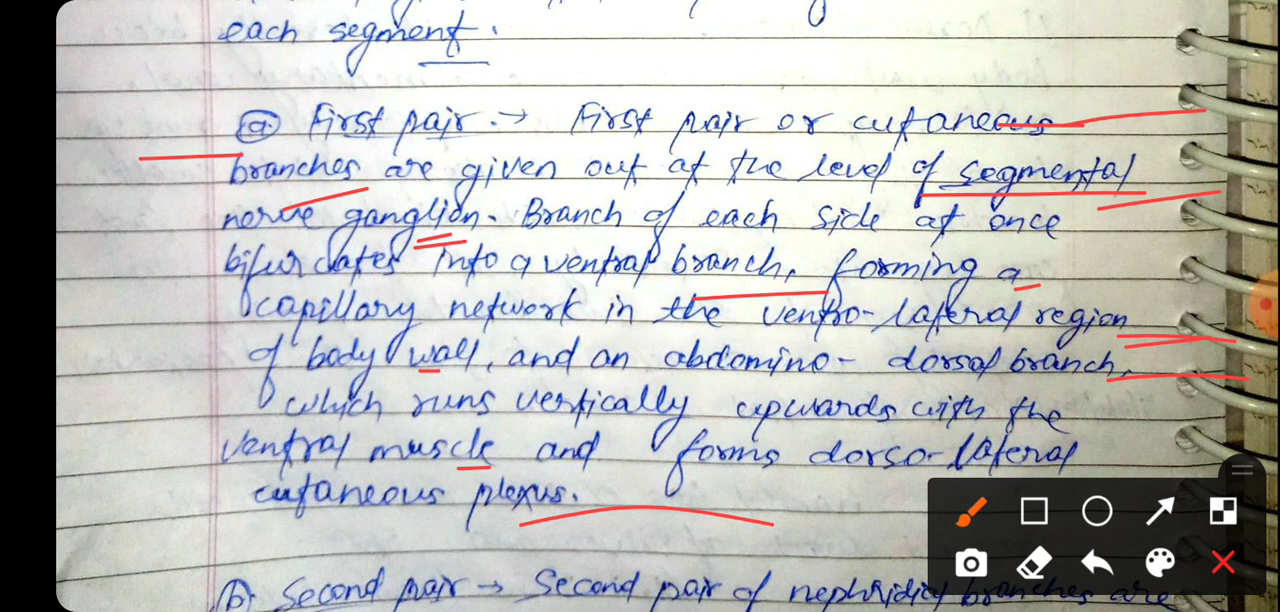 each segment.
(a) First pair. → First pair or cutaneous
branches are given out at the level of segmental
nerve ganglion. Branch of each side at once
bifurcates into a ventral branch, forming a
capillary network in the ventro-lateral region
of body wall, and an abdomino-dorsal branch,
which runs vertically upwards with the
ventral muscle and forms dorso-lateral
cutaneous plexus.
(b) Second pair → Second pair of nephridial branches are